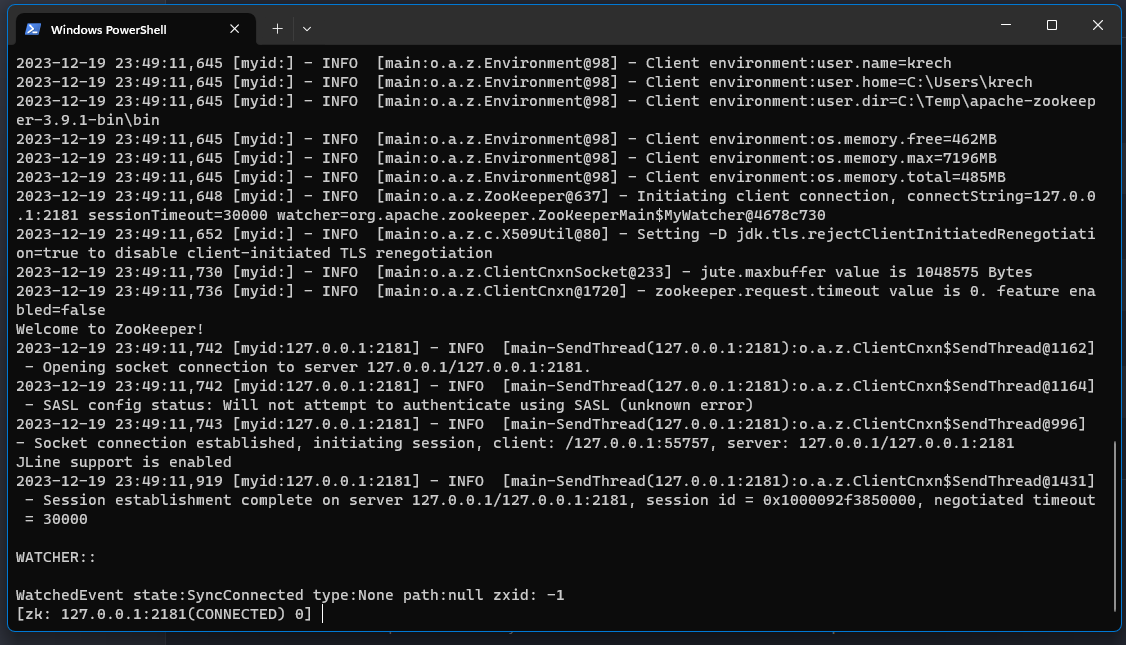 Windows PowerShell
2023-12-19 23:49:11,645 [myid:] - INFO  [main:o.a.z.Environment@98] - Client environment:user.name=krech
2023-12-19 23:49:11,645 [myid:] - INFO  [main:o.a.z.Environment@98] - Client environment:user.home=C:\Users\krech
2023-12-19 23:49:11,645 [myid:] - INFO  [main:o.a.z.Environment@98] - Client environment:user.dir=C:\Temp\apache-zookeep
er-3.9.1-bin\bin
2023-12-19 23:49:11,645 [myid:] - INFO  [main:o.a.z.Environment@98] - Client environment:os.memory.free=462MB
2023-12-19 23:49:11,645 [myid:] - INFO  [main:o.a.z.Environment@98] - Client environment:os.memory.max=7196MB
2023-12-19 23:49:11,645 [myid:] - INFO  [main:o.a.z.Environment@98] - Client environment:os.memory.total=485MB
2023-12-19 23:49:11,648 [myid:] - INFO  [main:o.a.z.ZooKeeper@637] - Initiating client connection, connectString=127.0.0
.1:2181 sessionTimeout=30000 watcher=org.apache.zookeeper.ZooKeeperMain$MyWatcher@4678c730
2023-12-19 23:49:11,652 [myid:] - INFO  [main:o.a.z.c.X509Util@80] - Setting -D jdk.tls.rejectClientInitiatedRenegotiati
on=true to disable client-initiated TLS renegotiation
2023-12-19 23:49:11,730 [myid:] - INFO  [main:o.a.z.ClientCnxnSocket@233] - jute.maxbuffer value is 1048575 Bytes
2023-12-19 23:49:11,736 [myid:] - INFO  [main:o.a.z.ClientCnxn@1720] - zookeeper.request.timeout value is 0. feature ena
bled=false
Welcome to ZooKeeper!
2023-12-19 23:49:11,742 [myid:127.0.0.1:2181] - INFO  [main-SendThread(127.0.0.1:2181):o.a.z.ClientCnxn$SendThread@1162]
 - Opening socket connection to server 127.0.0.1/127.0.0.1:2181.
2023-12-19 23:49:11,742 [myid:127.0.0.1:2181] - INFO  [main-SendThread(127.0.0.1:2181):o.a.z.ClientCnxn$SendThread@1164]
 - SASL config status: Will not attempt to authenticate using SASL (unknown error)
2023-12-19 23:49:11,743 [myid:127.0.0.1:2181] - INFO  [main-SendThread(127.0.0.1:2181):o.a.z.ClientCnxn$SendThread@996]
- Socket connection established, initiating session, client: /127.0.0.1:55757, server: 127.0.0.1/127.0.0.1:2181
JLine support is enabled
2023-12-19 23:49:11,919 [myid:127.0.0.1:2181] - INFO  [main-SendThread(127.0.0.1:2181):o.a.z.ClientCnxn$SendThread@1431]
 - Session establishment complete on server 127.0.0.1/127.0.0.1:2181, session id = 0x1000092f3850000, negotiated timeout
 = 30000
WATCHER::
WatchedEvent state:SyncConnected type:None path:null zxid: -1
[zk: 127.0.0.1:2181(CONNECTED) 0]